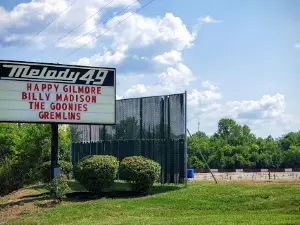 Melody 49
HAPPY GILMORE
BILLY MADISON
THE GOONIES
GREMLINS